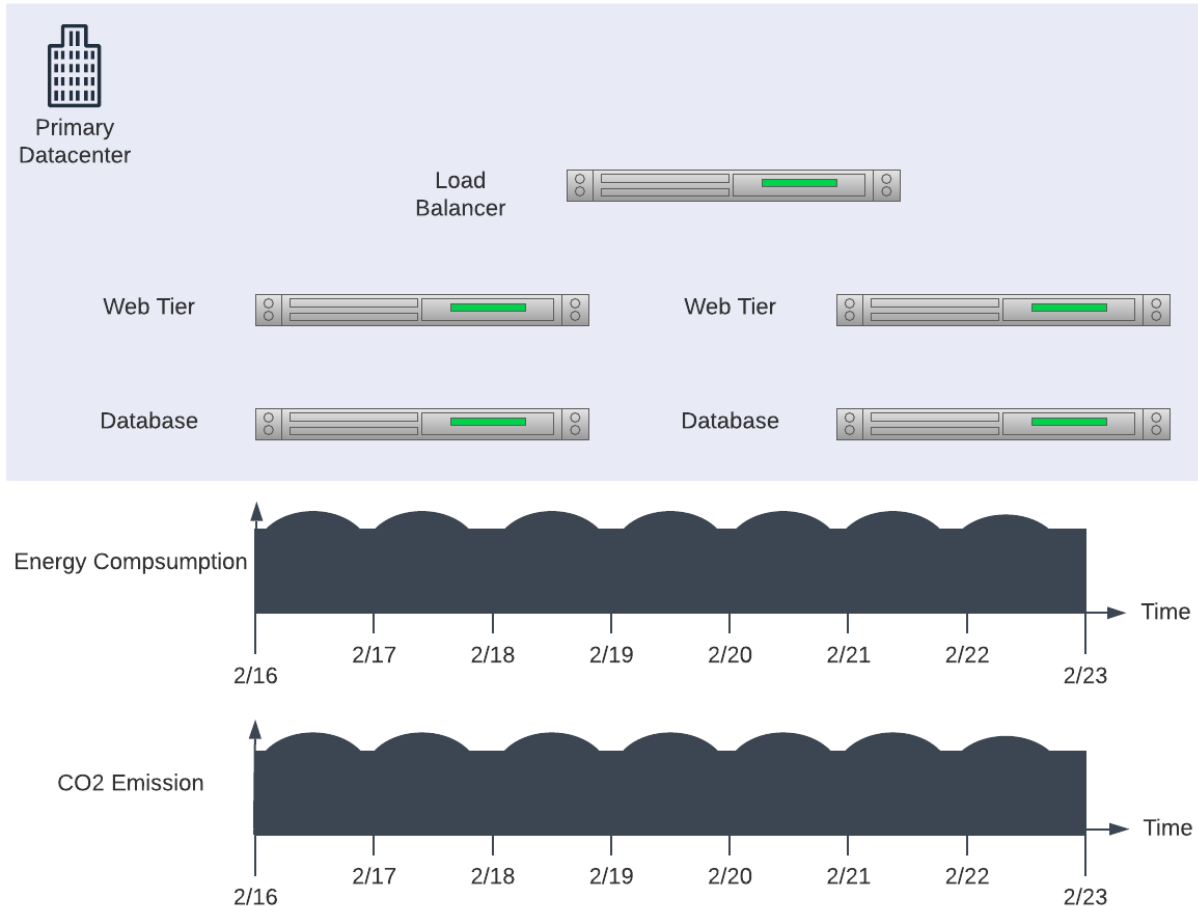 Primary
Datacenter
Load
Balancer
Web Tier
Web Tier
Database
Database
Energy Compsumption
Time
2/16
2/17
2/18
2/19
2/20
2/21
2/22
2/23
CO2 Emission
Time
2/16
2/17
2/18
2/19
2/20
2/21
2/22
2/23